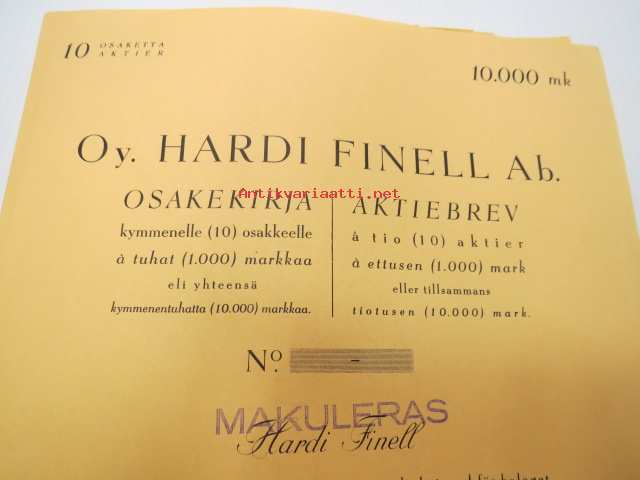 10 OSAKETTA
AKTIER
10.000 mk
Oy. HARDI FINELL Ab.
OSAKEKIRJA
kymmenelle (10) osakkeelle
à tuhat (1.000) markkaa
eli yhteensä
kymmenentuhatta (10.000) markkaa.
AKTIEBREV
å tio (10) aktier
à ettusen (1.000) mark
eller tillsammans
tiotusen (10.000) mark.
Antikvariaatti.net
No. -
MAKULERAS
Hardi Finell